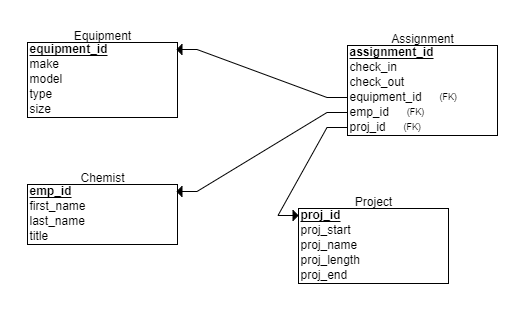 Equipment
equipment_id
make
model
type
size
Assignment
assignment_id
check_in
check_out
equipment_id (FK)
emp_id (FK)
proj_id (FK)
Chemist
emp_id
first_name
last_name
title
Project
proj_id
proj_start
proj_name
proj_length
proj_end